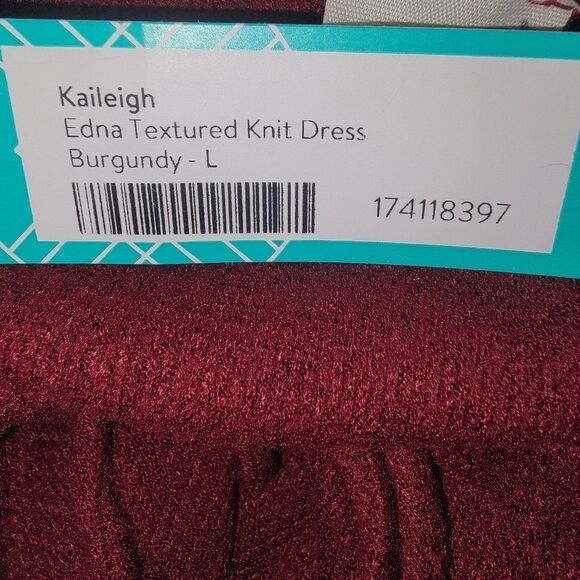 Kaileigh
Edna Textured Knit Dress
Burgundy - L
174118397